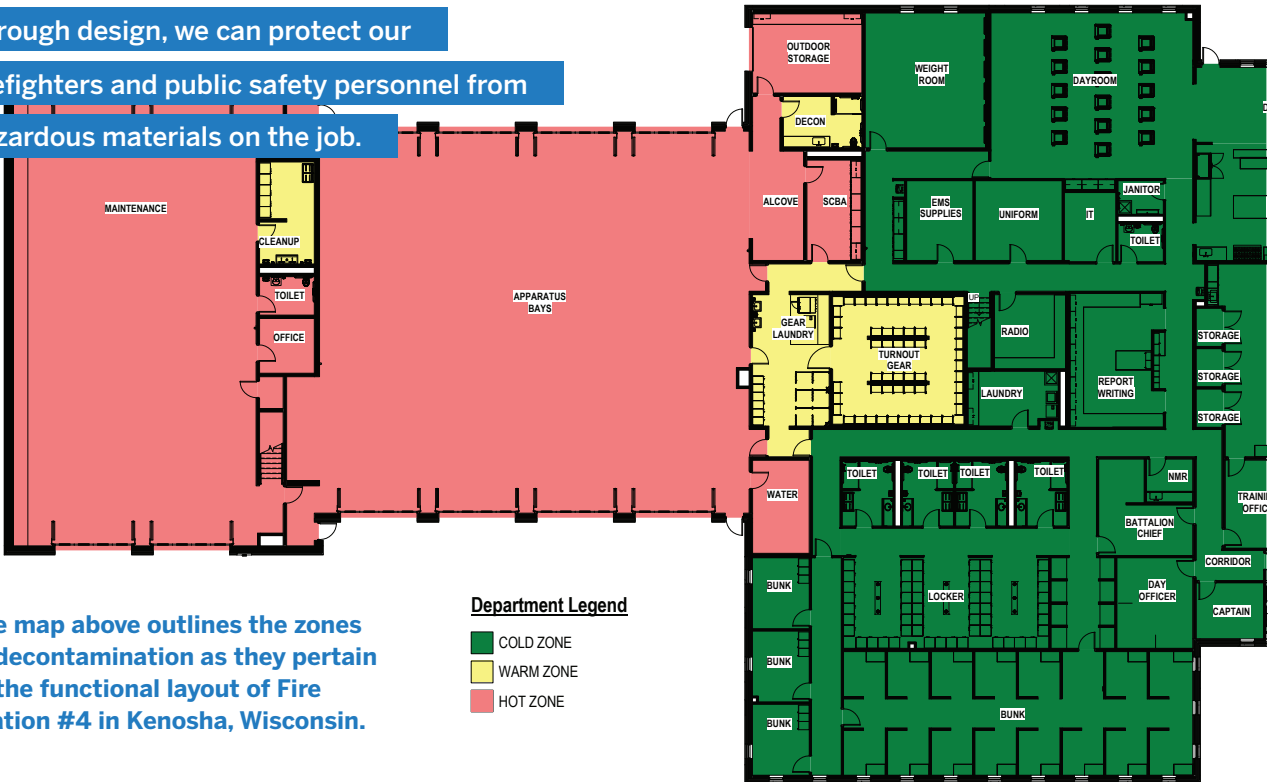 rough design, we can protect our
efighters and public safety personnel from
zardous materials on the job.
OUTDOOR
STORAGE
WEIGHT
ROOM
DAYROOM
DECON
MAINTENANCE
CLEANUP
TOILET
OFFICE
APPARATUS
BAYS
ALCOVE
SCBA
EMS
SUPPLIES
UNIFORM
IT
JANITOR
TOILET
GEAR
LAUNDRY
TURNOUT
GEAR
UP
RADIO
LAUNDRY
REPORT
WRITING
STORAGE
STORAGE
STORAGE
WATER
TOILET
TOILET
TOILET
TOILET
NMR
BATTALION
CHIEF
TRAINI
OFFIC
CORRIDOR
DAY
OFFICER
CAPTAIN
LOCKER
BUNK
BUNK
BUNK
BUNK
e map above outlines the zones
decontamination as they pertain
the functional layout of Fire
ation #4 in Kenosha, Wisconsin.
Department Legend
COLD ZONE
WARM ZONE
HOT ZONE